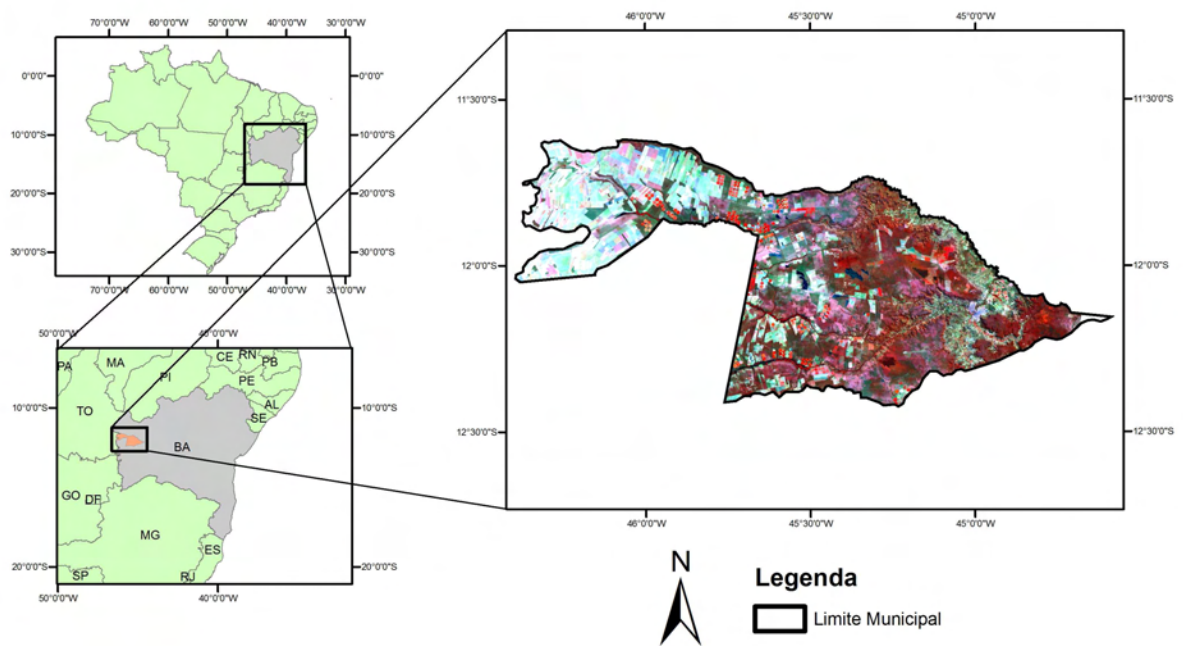 70°0'0"W 60°0'0"W 50°0'0"W 40°0'0"W 30°0'0"W
0°0'0" 0°0'0"
10°0'0"S 10°0'0"S
20°0'0"S 20°0'0"S
30°0'0"S 30°0'0"S
70°0'0"W 60°0'0"W 50°0'0"W 40°0'0"W 30°0'0"W
50°0'0"W 40°0'0"W
PA MA PI CE RN PB
TO PE AL
SE
10°0'0"S 10°0'0"S
BA
GO DF
MG
ES
20°0'0"S SP RJ 20°0'0"S
50°0'0"W 40°0'0"W
46°0'0"W 45°30'0"W 45°0'0"W
11°30'0"S 11°30'0"S
12°0'0"S 12°0'0"S
12°30'0"S 12°30'0"S
46°0'0"W 45°30'0"W 45°0'0"W
N
Legenda
Limite Municipal